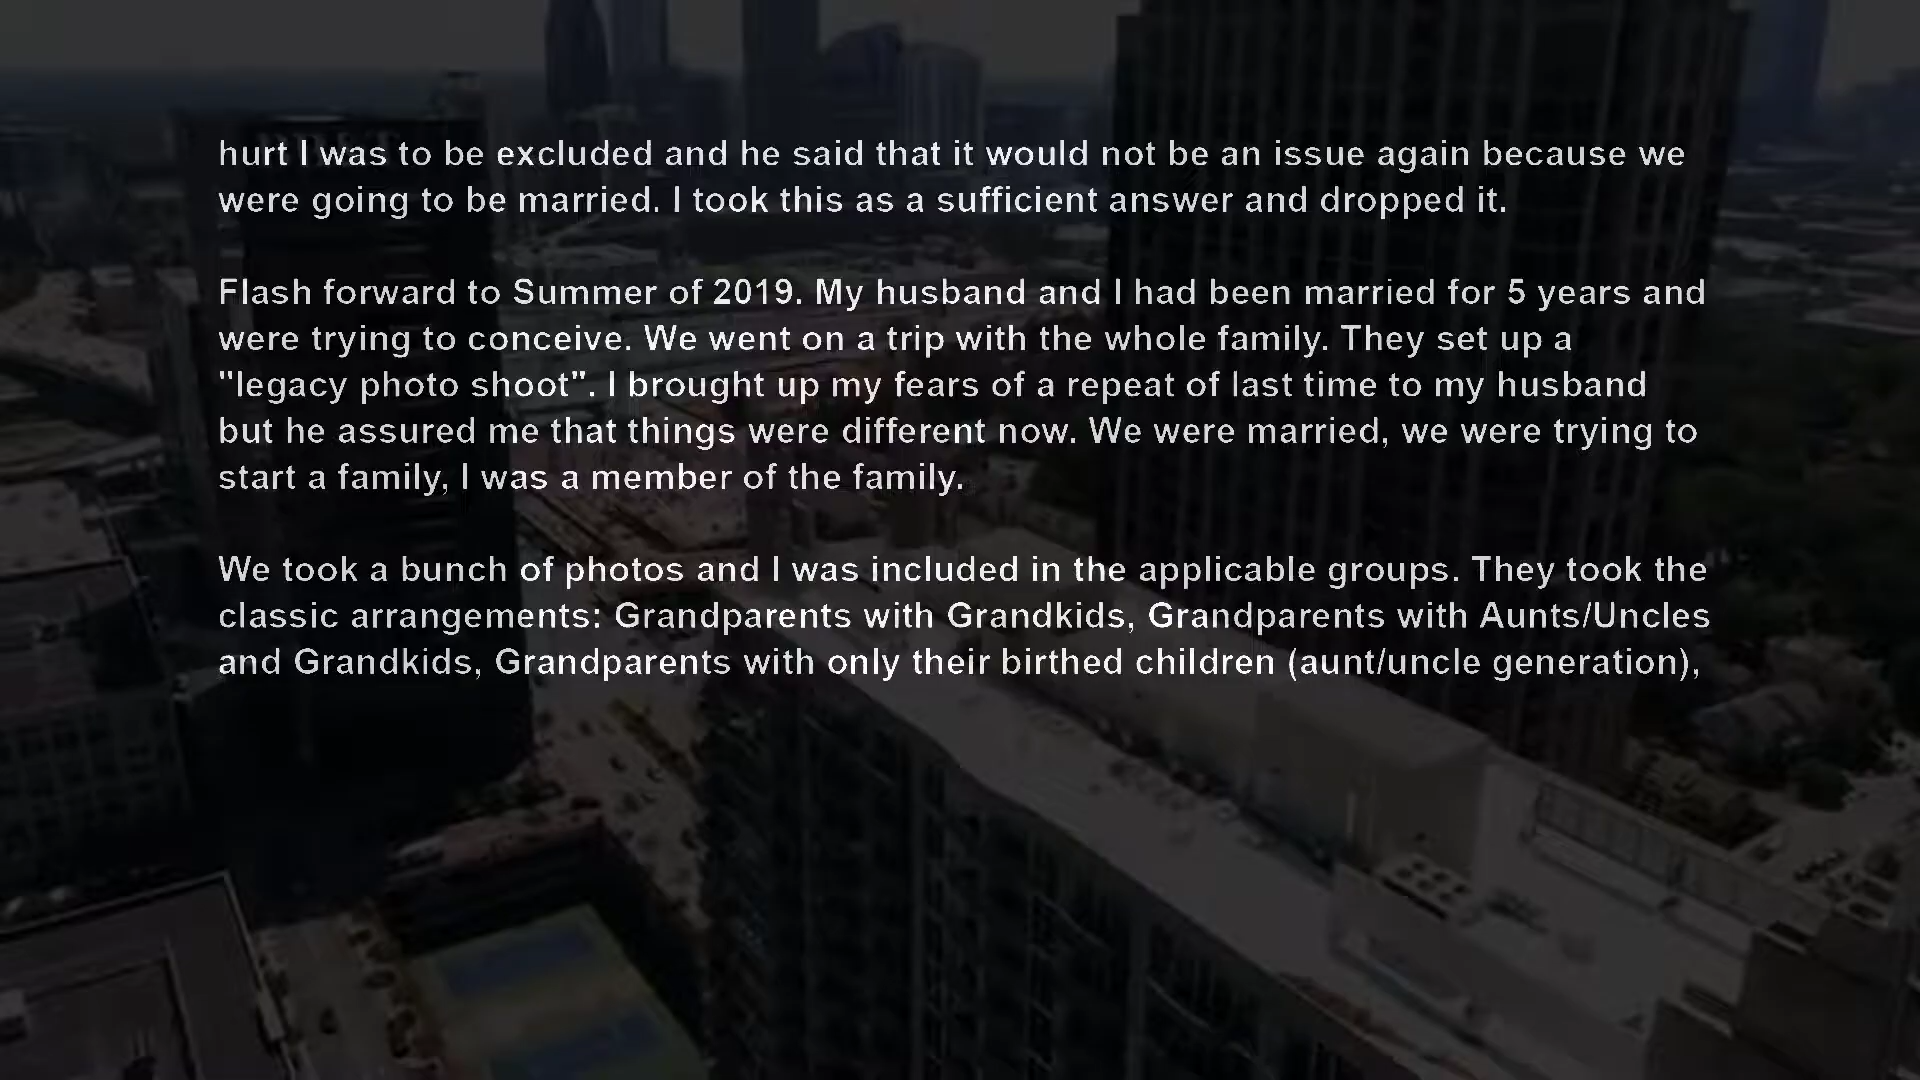 hurt I was to be excluded and he said that it would not be an issue again because we
were going to be married. I took this as a sufficient answer and dropped it.
Flash forward to Summer of 2019. My husband and I had been married for 5 years and
were trying to conceive. We went on a trip with the whole family. They set up a
"legacy photo shoot". I brought up my fears of a repeat of last time to my husband
but he assured me that things were different now. We were married, we were trying to
start a family, I was a member of the family.
We took a bunch of photos and I was included in the applicable groups. They took the
classic arrangements: Grandparents with Grandkids, Grandparents with Aunts/Uncles
and Grandkids, Grandparents with only their birthed children (aunt/uncle generation),